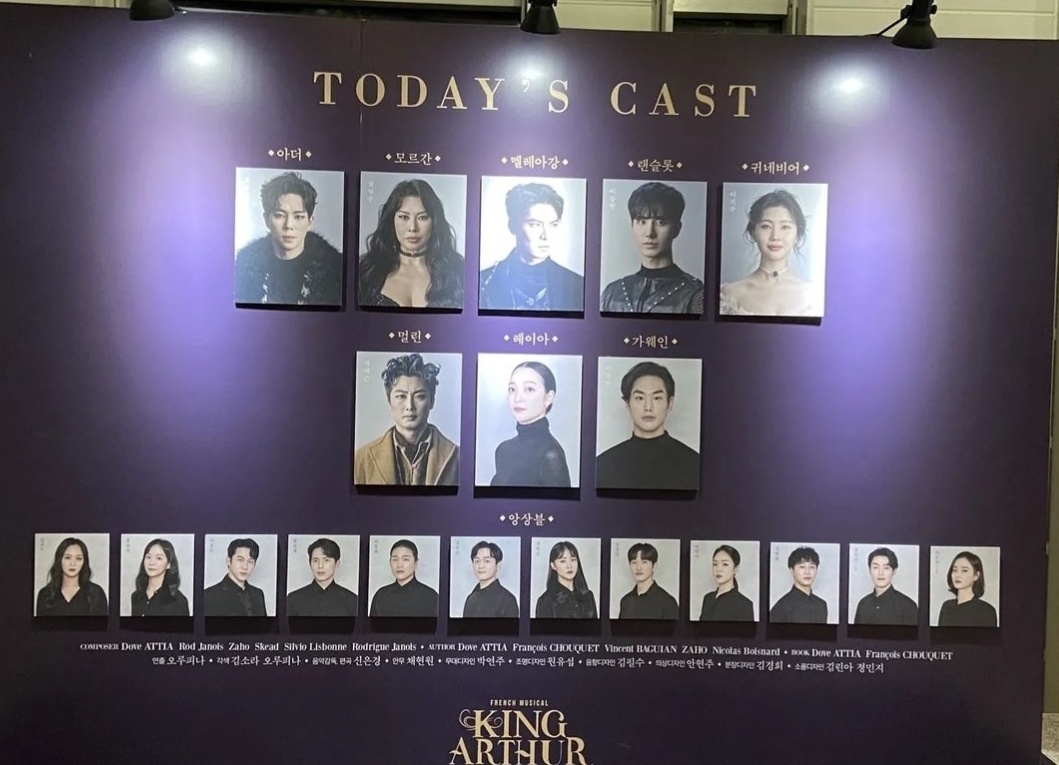 TODAY'S CAST
◆아더◆ ◆모르간◆ ◆멜레아강◆ ◆랜슬롯◆ ◆귀네비어◆
◆멀린◆ ◆레이아◆ ◆가웨인◆
◆앙상블◆
COMPOSER Dove ATTIA Rod Janois Zaho Skead Silvio Lisbonne Rodrigue Janois • AUTHOR Dove ATTIA François CHOUQUET Vincent BAGUIAN ZAHO Nicolas Boisnard • BOOK Dove ATTIA François CHOUQUET
연출 오루피나 • 각색 김소라 오루피나 • 음악감독, 편곡 신은경 • 안무 채현원 • 무대디자인 박연주 • 조명디자인 원유섭 • 음향디자인 김필수 • 의상디자인 안현주 • 분장디자인 김경희 • 소품디자인 김린아 정민지
FRENCH MUSICAL
KING
ARTHUR